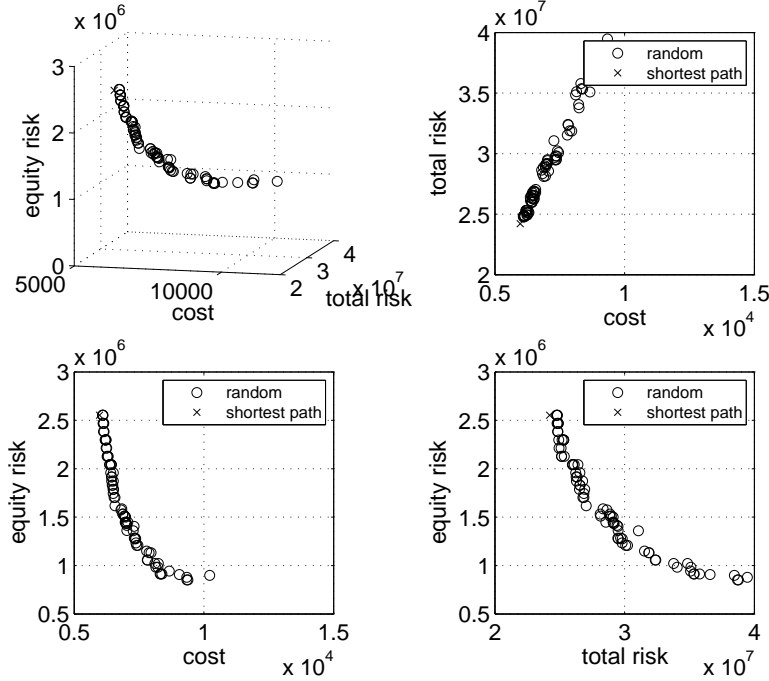 x 10^6
3
2
1
0
equity risk
5000
10000
cost
2
3
4
x 10^7
total risk
x 10^7
4
3.5
3
2.5
2
total risk
random
shortest path
0.5
1
1.5
cost
x 10^4
x 10^6
3
2.5
2
1.5
1
0.5
equity risk
random
shortest path
0.5
1
1.5
cost
x 10^4
x 10^6
3
2.5
2
1.5
1
0.5
equity risk
random
shortest path
2
3
4
total risk
x 10^7